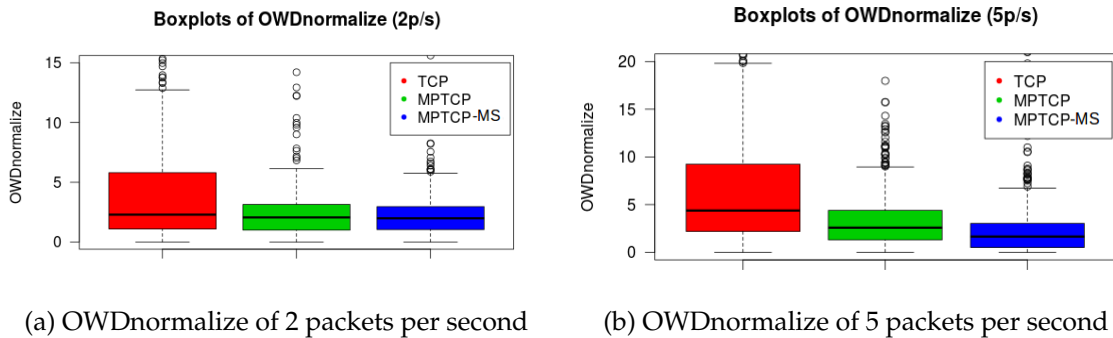 Boxplots of OWDnormalize (2p/s)
OWDnormalize
15
10
5
0
TCP
MPTCP
MPTCP-MS
(a) OWDnormalize of 2 packets per second
Boxplots of OWDnormalize (5p/s)
OWDnormalize
20
15
10
5
0
TCP
MPTCP
MPTCP-MS
(b) OWDnormalize of 5 packets per second